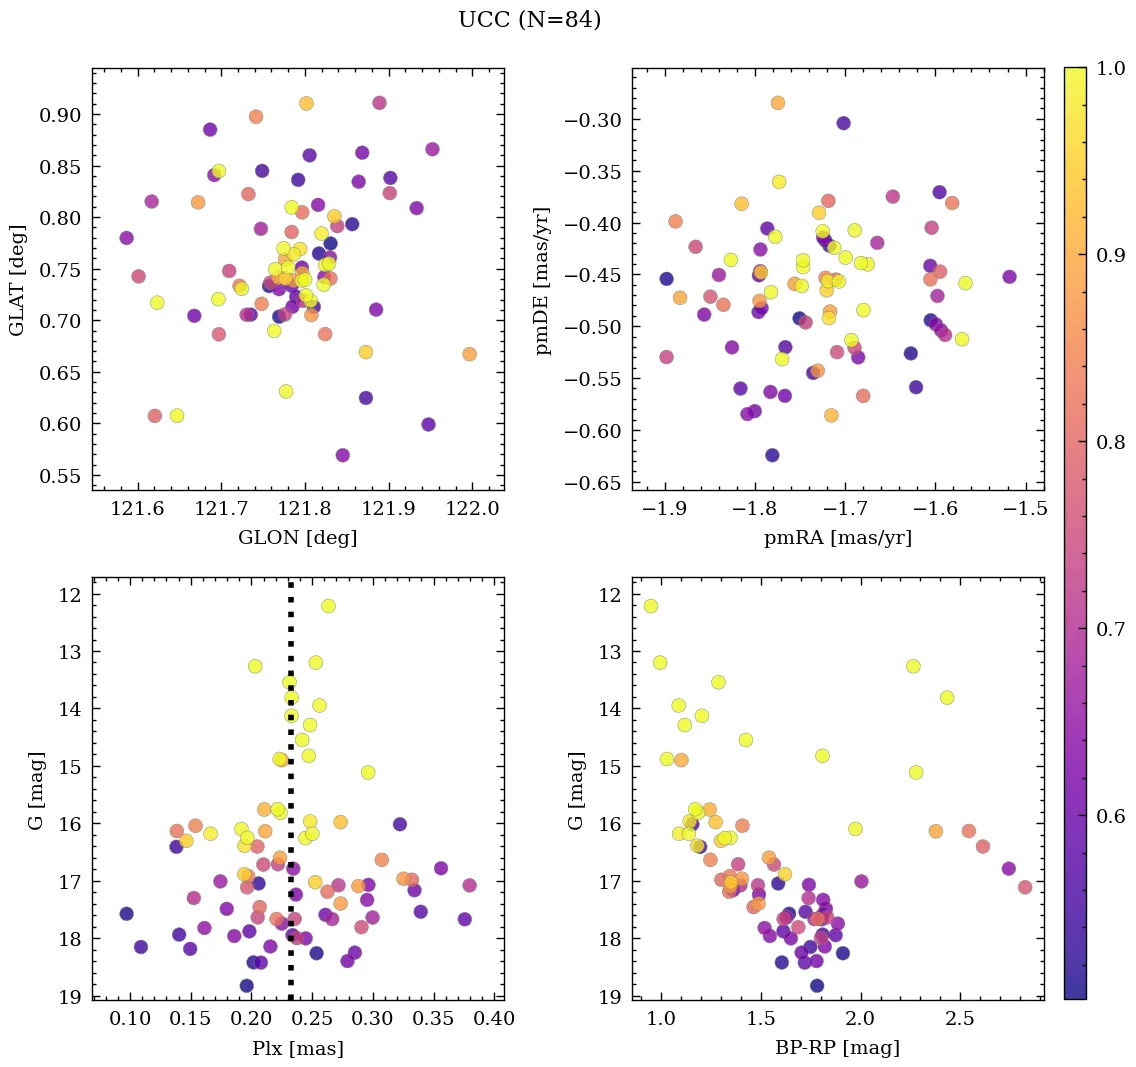 UCC (N=84)
0.90
0.85
0.80
0.75
0.70
0.65
0.60
0.55
GLAT [deg]
121.6 121.7 121.8 121.9 122.0
GLON [deg]
−0.30
−0.35
−0.40
−0.45
−0.50
−0.55
−0.60
−0.65
pmDE [mas/yr]
−1.9 −1.8 −1.7 −1.6 −1.5
pmRA [mas/yr]
1.0
0.9
0.8
0.7
0.6
12
13
14
15
16
17
18
19
G [mag]
0.10 0.15 0.20 0.25 0.30 0.35 0.40
Plx [mas]
12
13
14
15
16
17
18
19
G [mag]
1.0 1.5 2.0 2.5
BP-RP [mag]